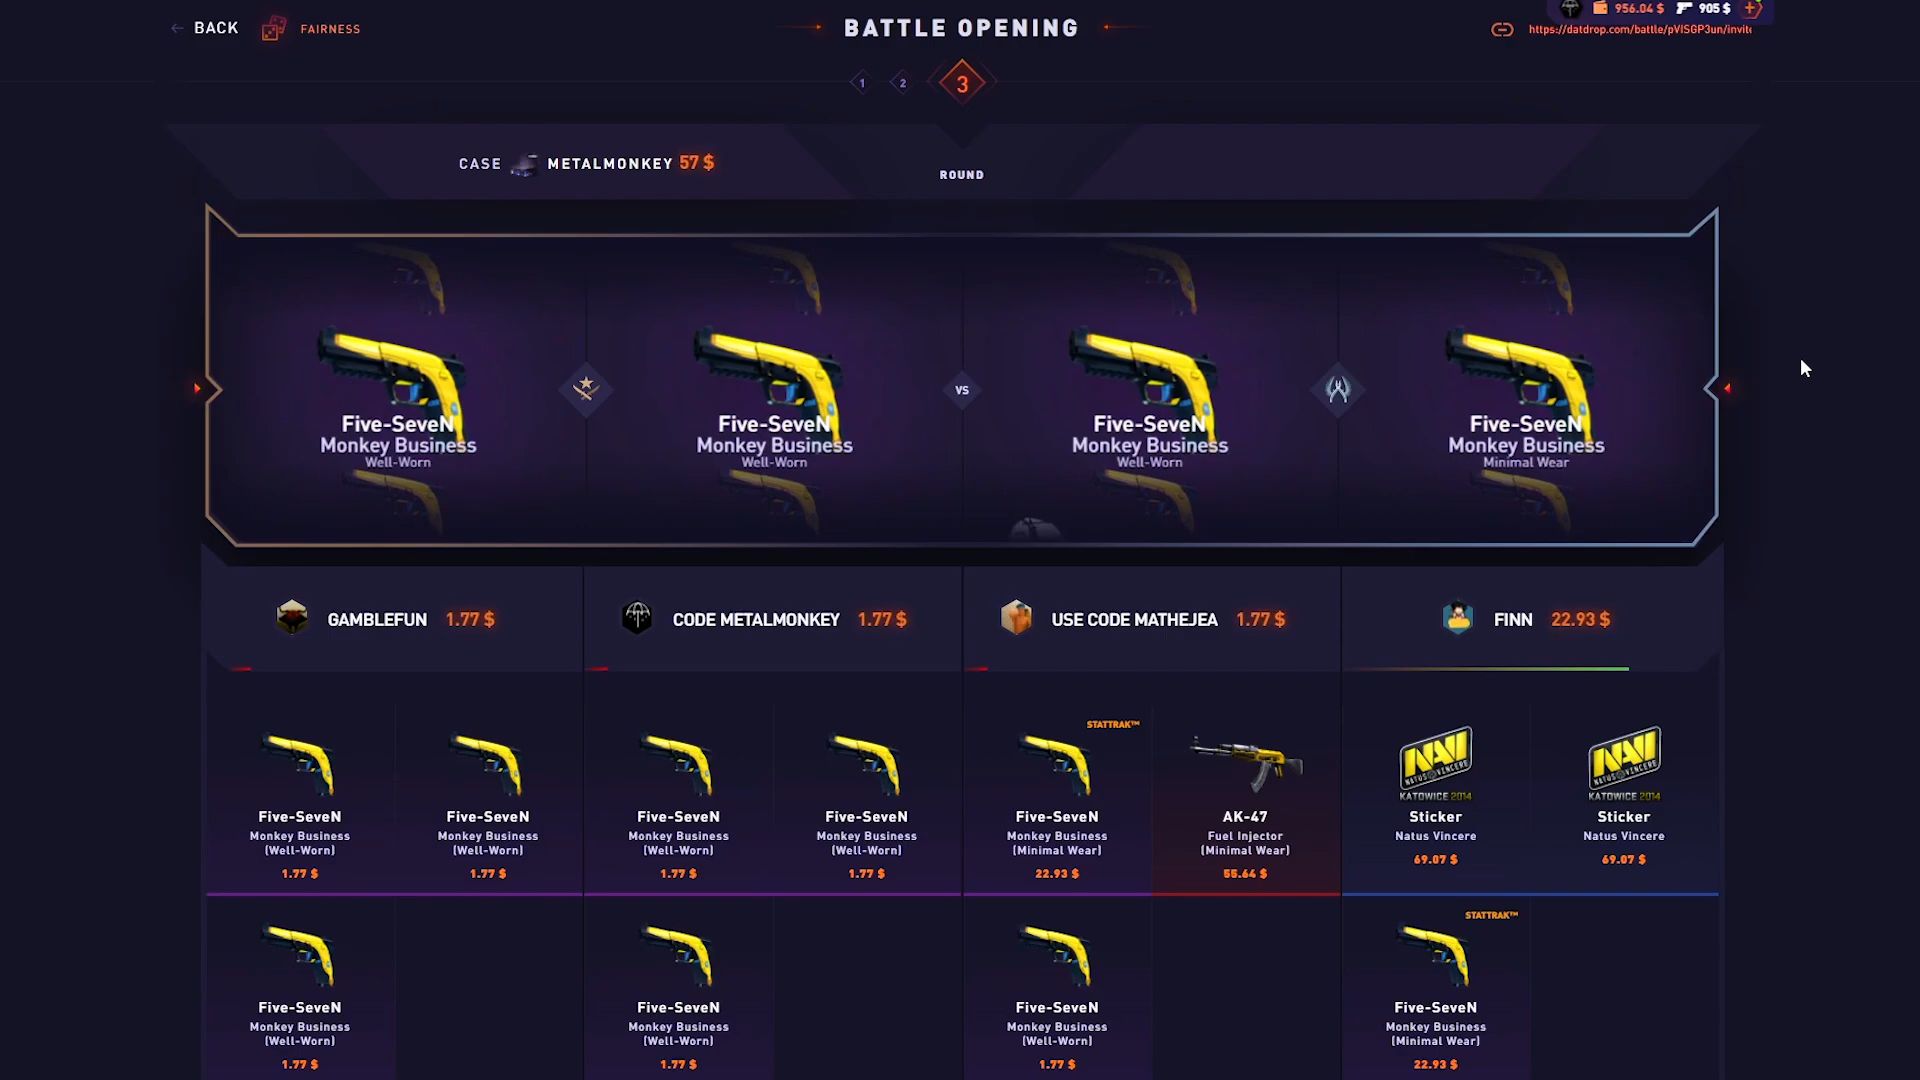 BACK
FAIRNESS
BATTLE OPENING
956.04 $
905 $
https://datdrop.com/battle/pVISGP3un/invite
1
2
3
CASE METALMONKEY 57 $
ROUND
Five-SeveN
Monkey Business
Well-Worn
Five-SeveN
Monkey Business
Well-Worn
VS
Five-SeveN
Monkey Business
Well-Worn
Five-SeveN
Monkey Business
Minimal Wear
GAMBLEFUN 1.77 $
CODE METALMONKEY 1.77 $
USE CODE MATHEJEA 1.77 $
FINN 22.93 $
Five-SeveN
Monkey Business
(Well-Worn)
1.77 $
Five-SeveN
Monkey Business
(Well-Worn)
1.77 $
Five-SeveN
Monkey Business
(Well-Worn)
1.77 $
Five-SeveN
Monkey Business
(Well-Worn)
1.77 $
STATTRAK™
Five-SeveN
Monkey Business
(Minimal Wear)
22.93 $
AK-47
Fuel Injector
(Minimal Wear)
55.64 $
NAVI
NATUS VINCERE
KATOWICE 2014
Sticker
Natus Vincere
69.07 $
NAVI
NATUS VINCERE
KATOWICE 2014
Sticker
Natus Vincere
69.07 $
Five-SeveN
Monkey Business
(Well-Worn)
1.77 $
Five-SeveN
Monkey Business
(Well-Worn)
1.77 $
Five-SeveN
Monkey Business
(Well-Worn)
1.77 $
STATTRAK™
Five-SeveN
Monkey Business
(Minimal Wear)
22.93 $